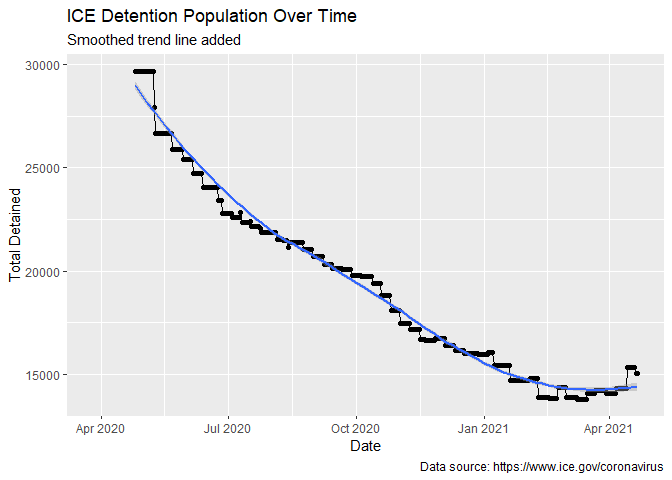 ICE Detention Population Over Time
Smoothed trend line added
30000
25000
20000
15000
Total Detained
Apr 2020
Jul 2020
Oct 2020
Jan 2021
Apr 2021
Date
Data source: https://www.ice.gov/coronavirus